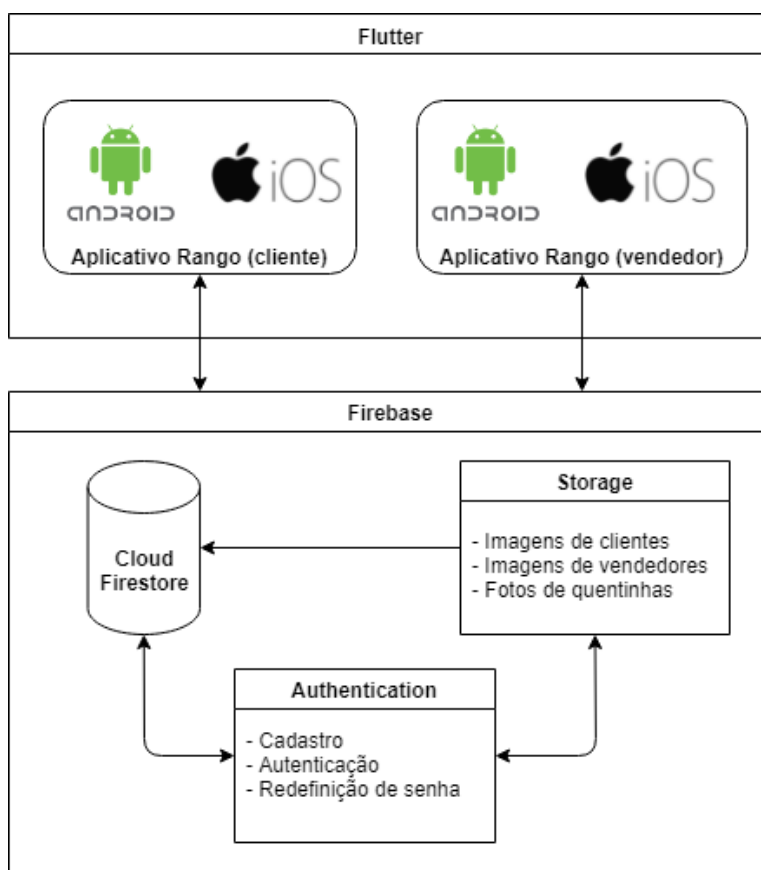 Flutter
android
iOS
Aplicativo Rango (cliente)
android
iOS
Aplicativo Rango (vendedor)
Firebase
Cloud
Firestore
Storage
- Imagens de clientes
- Imagens de vendedores
- Fotos de quentinhas
Authentication
- Cadastro
- Autenticação
- Redefinição de senha